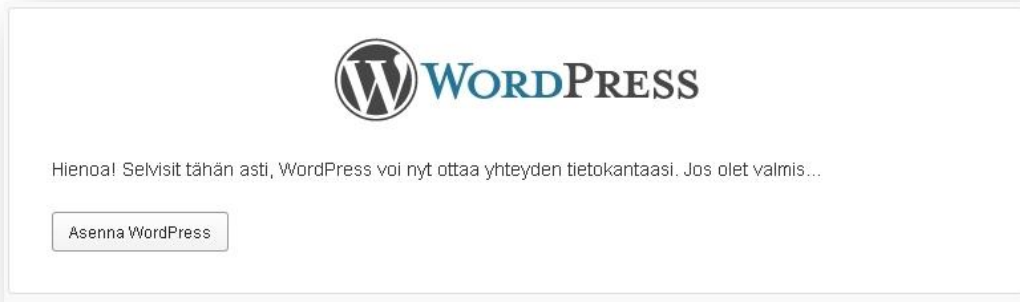 WORDPRESS
Hienoa! Selvisit tähän asti, WordPress voi nyt ottaa yhteyden tietokantaasi. Jos olet valmis...
Asenna WordPress